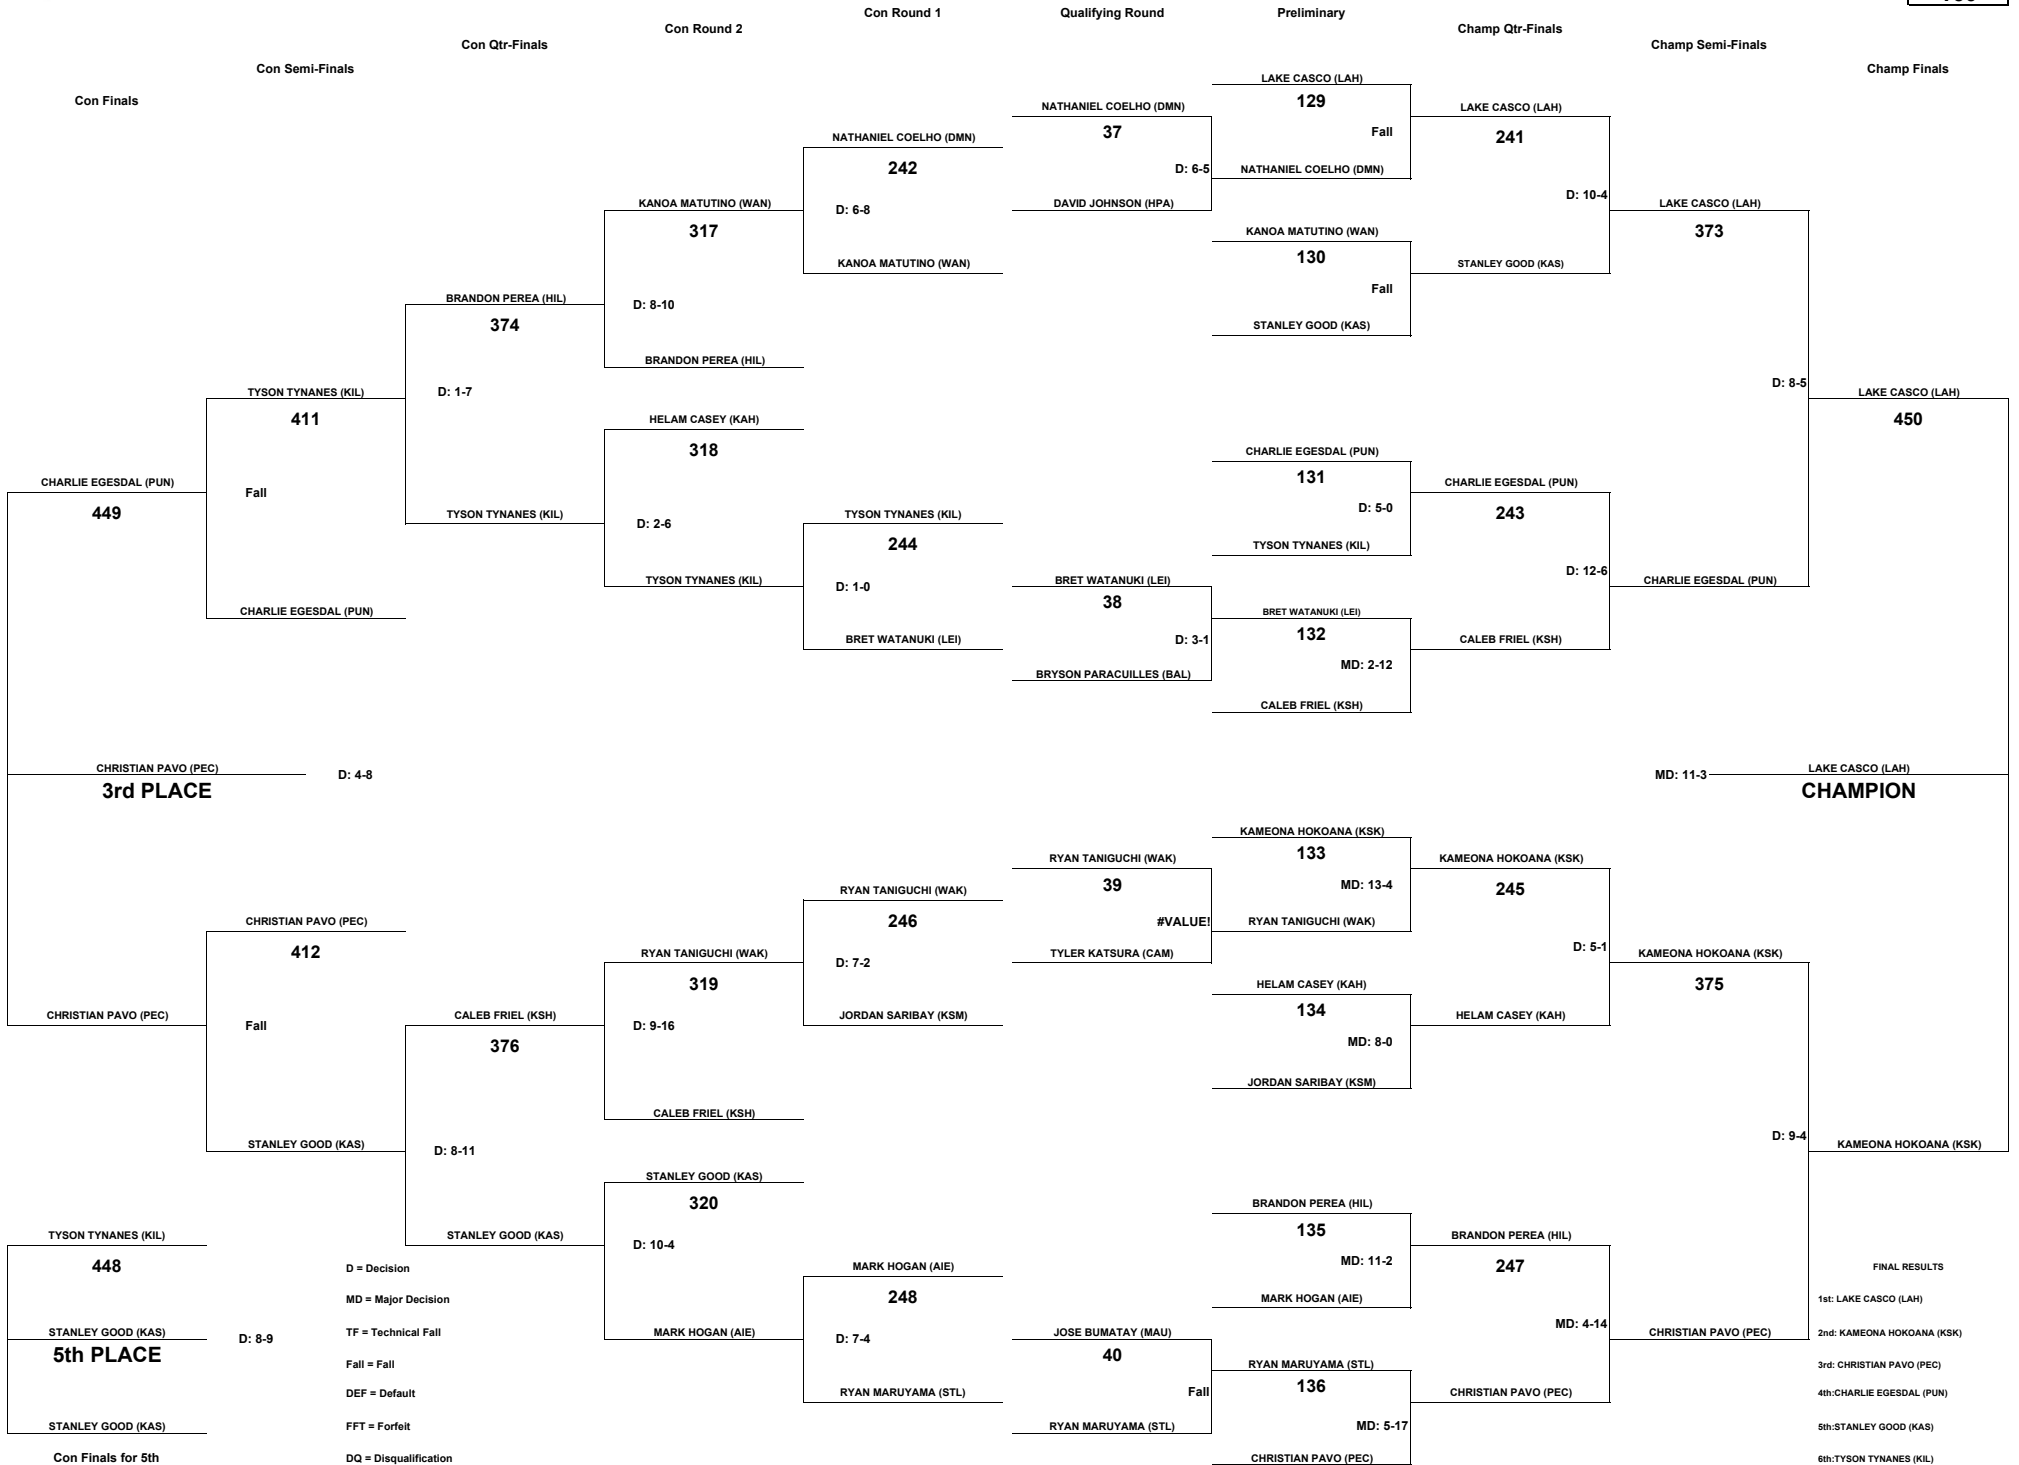 Con Round 1 Qualifying Round Preliminary
Con Round 2 Champ Qtr-Finals
Con Qtr-Finals Champ Semi-Finals
Con Semi-Finals Champ Finals
LAKE CASCO (LAH)
Con Finals 129
NATHANIEL COELHO (DMN) LAKE CASCO (LAH)
37 Fall 241
NATHANIEL COELHO (DMN)
242 D: 6-5 NATHANIEL COELHO (DMN)
D: 10-4
KANOA MATUTINO (WAN) D: 6-8 DAVID JOHNSON (HPA) LAKE CASCO (LAH)
317 KANOA MATUTINO (WAN) 373
130
KANOA MATUTINO (WAN) STANLEY GOOD (KAS)
Fall
BRANDON PEREA (HIL) D: 8-10
374 STANLEY GOOD (KAS)
BRANDON PEREA (HIL)
D: 8-5
TYSON TYNANES (KIL) D: 1-7 LAKE CASCO (LAH)
411 HELAM CASEY (KAH) 450
318 CHARLIE EGESDAL (PUN)
131
CHARLIE EGESDAL (PUN) Fall CHARLIE EGESDAL (PUN)
449 TYSON TYNANES (KIL) D: 2-6 TYSON TYNANES (KIL) D: 5-0 243
244 TYSON TYNANES (KIL)
D: 12-6
TYSON TYNANES (KIL) D: 1-0 BRET WATANUKI (LEI) CHARLIE EGESDAL (PUN)
38
CHARLIE EGESDAL (PUN) BRET WATANUKI (LEI)
132
BRET WATANUKI (LEI) D: 3-1 CALEB FRIEL (KSH)
MD: 2-12
BRYSON PARACUILLES (BAL)
CALEB FRIEL (KSH)
CHRISTIAN PAVO (PEC) D: 4-8 MD: 11-3 LAKE CASCO (LAH)
3rd PLACE CHAMPION
KAMEONA HOKOANA (KSK)
133
RYAN TANIGUCHI (WAK) KAMEONA HOKOANA (KSK)
39 MD: 13-4 245
RYAN TANIGUCHI (WAK)
CHRISTIAN PAVO (PEC) 246 #VALUE! RYAN TANIGUCHI (WAK)
412 RYAN TANIGUCHI (WAK) D: 7-2 TYLER KATSURA (CAM) D: 5-1 KAMEONA HOKOANA (KSK)
319 HELAM CASEY (KAH) 375
134
CHRISTIAN PAVO (PEC) Fall CALEB FRIEL (KSH) D: 9-16 JORDAN SARIBAY (KSM) HELAM CASEY (KAH)
376 MD: 8-0
JORDAN SARIBAY (KSM)
CALEB FRIEL (KSH)
STANLEY GOOD (KAS) D: 8-11 D: 9-4 KAMEONA HOKOANA (KSK)
STANLEY GOOD (KAS)
320 BRANDON PEREA (HIL)
135
TYSON TYNANES (KIL) STANLEY GOOD (KAS) D: 10-4 BRANDON PEREA (HIL)
448 D = Decision MARK HOGAN (AIE) MD: 11-2 247 FINAL RESULTS
MD = Major Decision 248 MARK HOGAN (AIE) 1st: LAKE CASCO (LAH)
MD: 4-14
STANLEY GOOD (KAS) D: 8-9 TF = Technical Fall MARK HOGAN (AIE) D: 7-4 JOSE BUMATAY (MAU) CHRISTIAN PAVO (PEC) 2nd: KAMEONA HOKOANA (KSK)
5th PLACE 40
Fall = Fall RYAN MARUYAMA (STL) 3rd: CHRISTIAN PAVO (PEC)
DEF = Default RYAN MARUYAMA (STL) Fall 136 CHRISTIAN PAVO (PEC) 4th:CHARLIE EGESDAL (PUN)
STANLEY GOOD (KAS) FFT = Forfeit RYAN MARUYAMA (STL) MD: 5-17 5th:STANLEY GOOD (KAS)
Con Finals for 5th DQ = Disqualification CHRISTIAN PAVO (PEC) 6th:TYSON TYNANES (KIL)